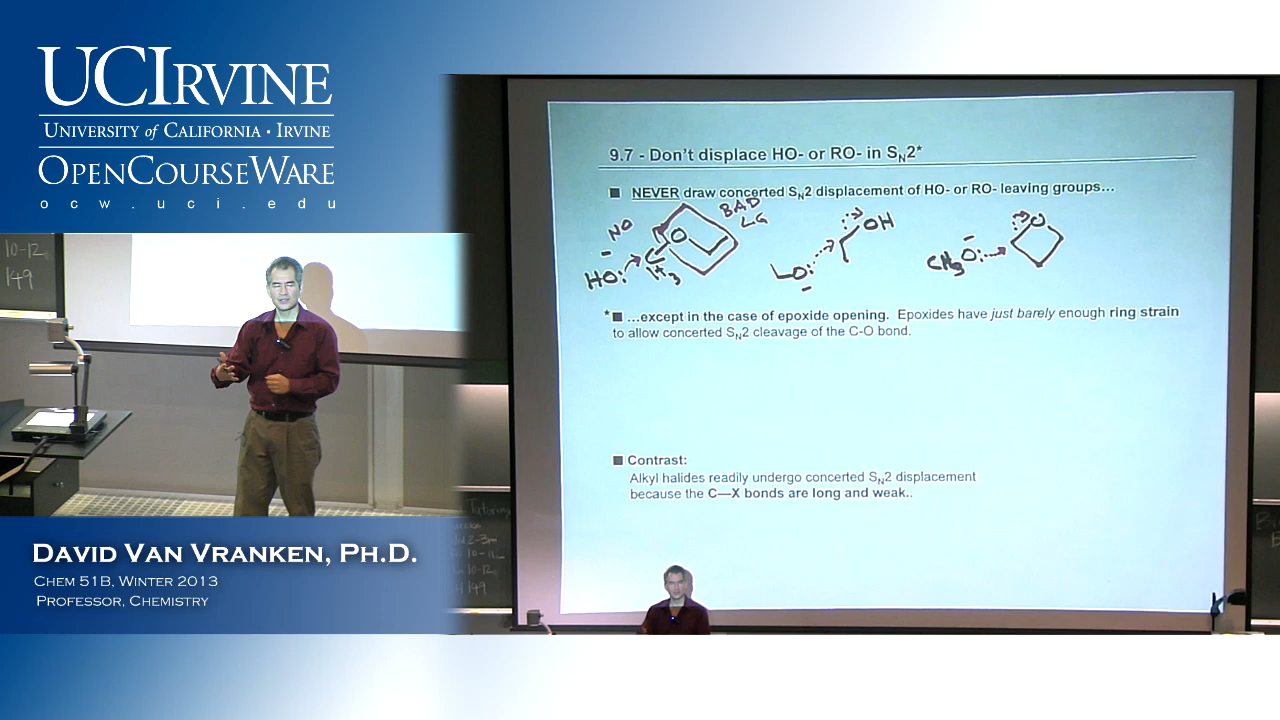 UCIRVINE
UNIVERSITY of CALIFORNIA · IRVINE
OPENCOURSEWARE
ocw.uci.edu
10-12
149
DAVID VAN VRANKEN, PH.D.
CHEM 51B, WINTER 2013
PROFESSOR, CHEMISTRY
9.7 - Don't displace HO- or RO- in SN2*
■ NEVER draw concerted SN2 displacement of HO- or RO- leaving groups…
NO
BAD
LG
HO:
O
CH3
O:
OH
CH3O:
O
*■ …except in the case of epoxide opening. Epoxides have just barely enough ring strain
to allow concerted SN2 cleavage of the C-O bond.
■ Contrast:
Alkyl halides readily undergo concerted SN2 displacement
because the C—X bonds are long and weak..